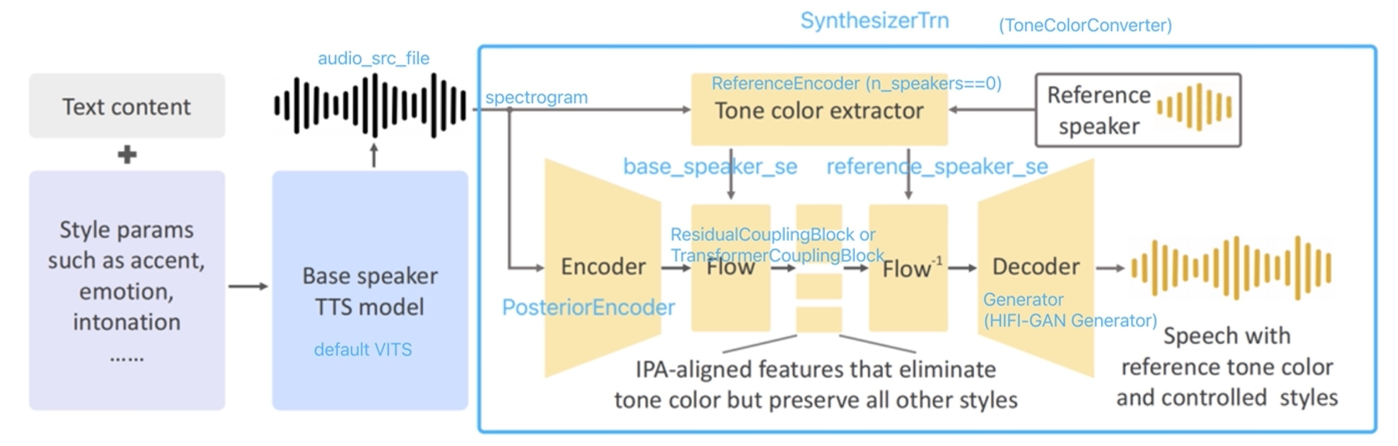 SynthesizerTrn (ToneColorConverter)
audio_src_file
Text content
+
Style params
such as accent,
emotion,
intonation
......
Base speaker
TTS model
default VITS
spectrogram
ReferenceEncoder (n_speakers==0)
Tone color extractor
Reference
speaker
base_speaker_se
reference_speaker_se
Encoder
PosteriorEncoder
ResidualCouplingBlock or
TransformerCouplingBlock
Flow
Flow⁻¹
Decoder
Generator
(HIFI-GAN Generator)
IPA-aligned features that eliminate
tone color but preserve all other styles
Speech with
reference tone color
and controlled styles